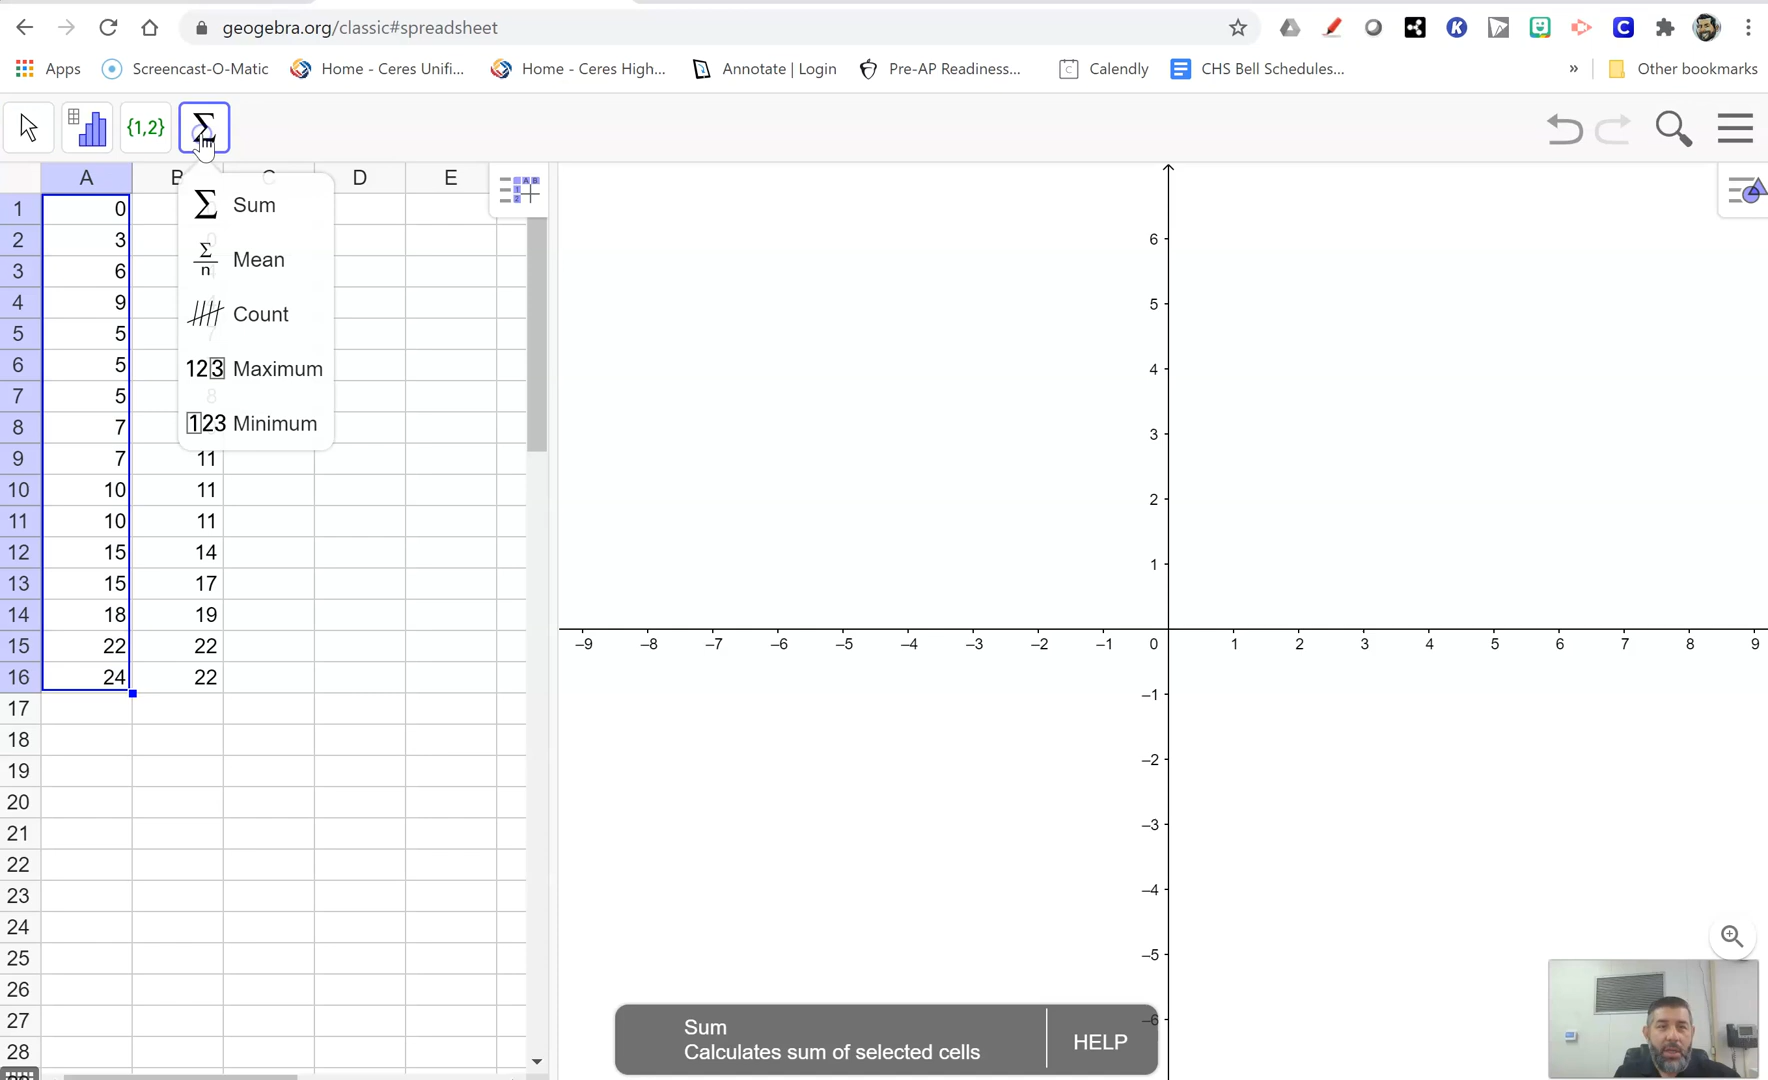 geogebra.org/classic#spreadsheet
Apps Screencast-O-Matic Home - Ceres Unifi... Home - Ceres High... Annotate | Login Pre-AP Readiness... Calendly CHS Bell Schedules... » Other bookmarks
{1,2} Σ
A B C D E
Σ Sum
Σ/n Mean
Count
123 Maximum
123 Minimum
1 0
2 3
3 6
4 9
5 5 7
6 5
7 5 8
8 7
9 7 11
10 10 11
11 10 11
12 15 14
13 15 17
14 18 19
15 22 22
16 24 22
17
18
19
20
21
22
23
24
25
26
27
28
6
5
4
3
2
1
–9 –8 –7 –6 –5 –4 –3 –2 –1 0 1 2 3 4 5 6 7 8 9
–1
–2
–3
–4
–5
–6
Sum
Calculates sum of selected cells
HELP